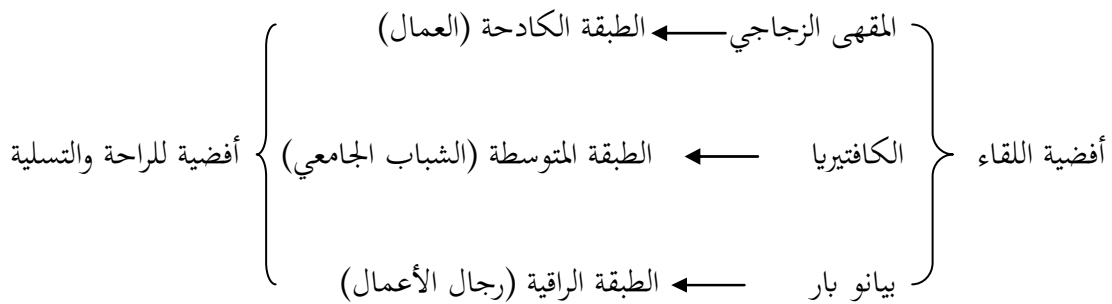 المقهى الزجاجي الطبقة الكادحة (العمال)
أفضية اللقاء الكافتيريا الطبقة المتوسطة (الشباب الجامعي) أفضية للراحة والتسلية
بيانو بار الطبقة الراقية (رجال الأعمال)